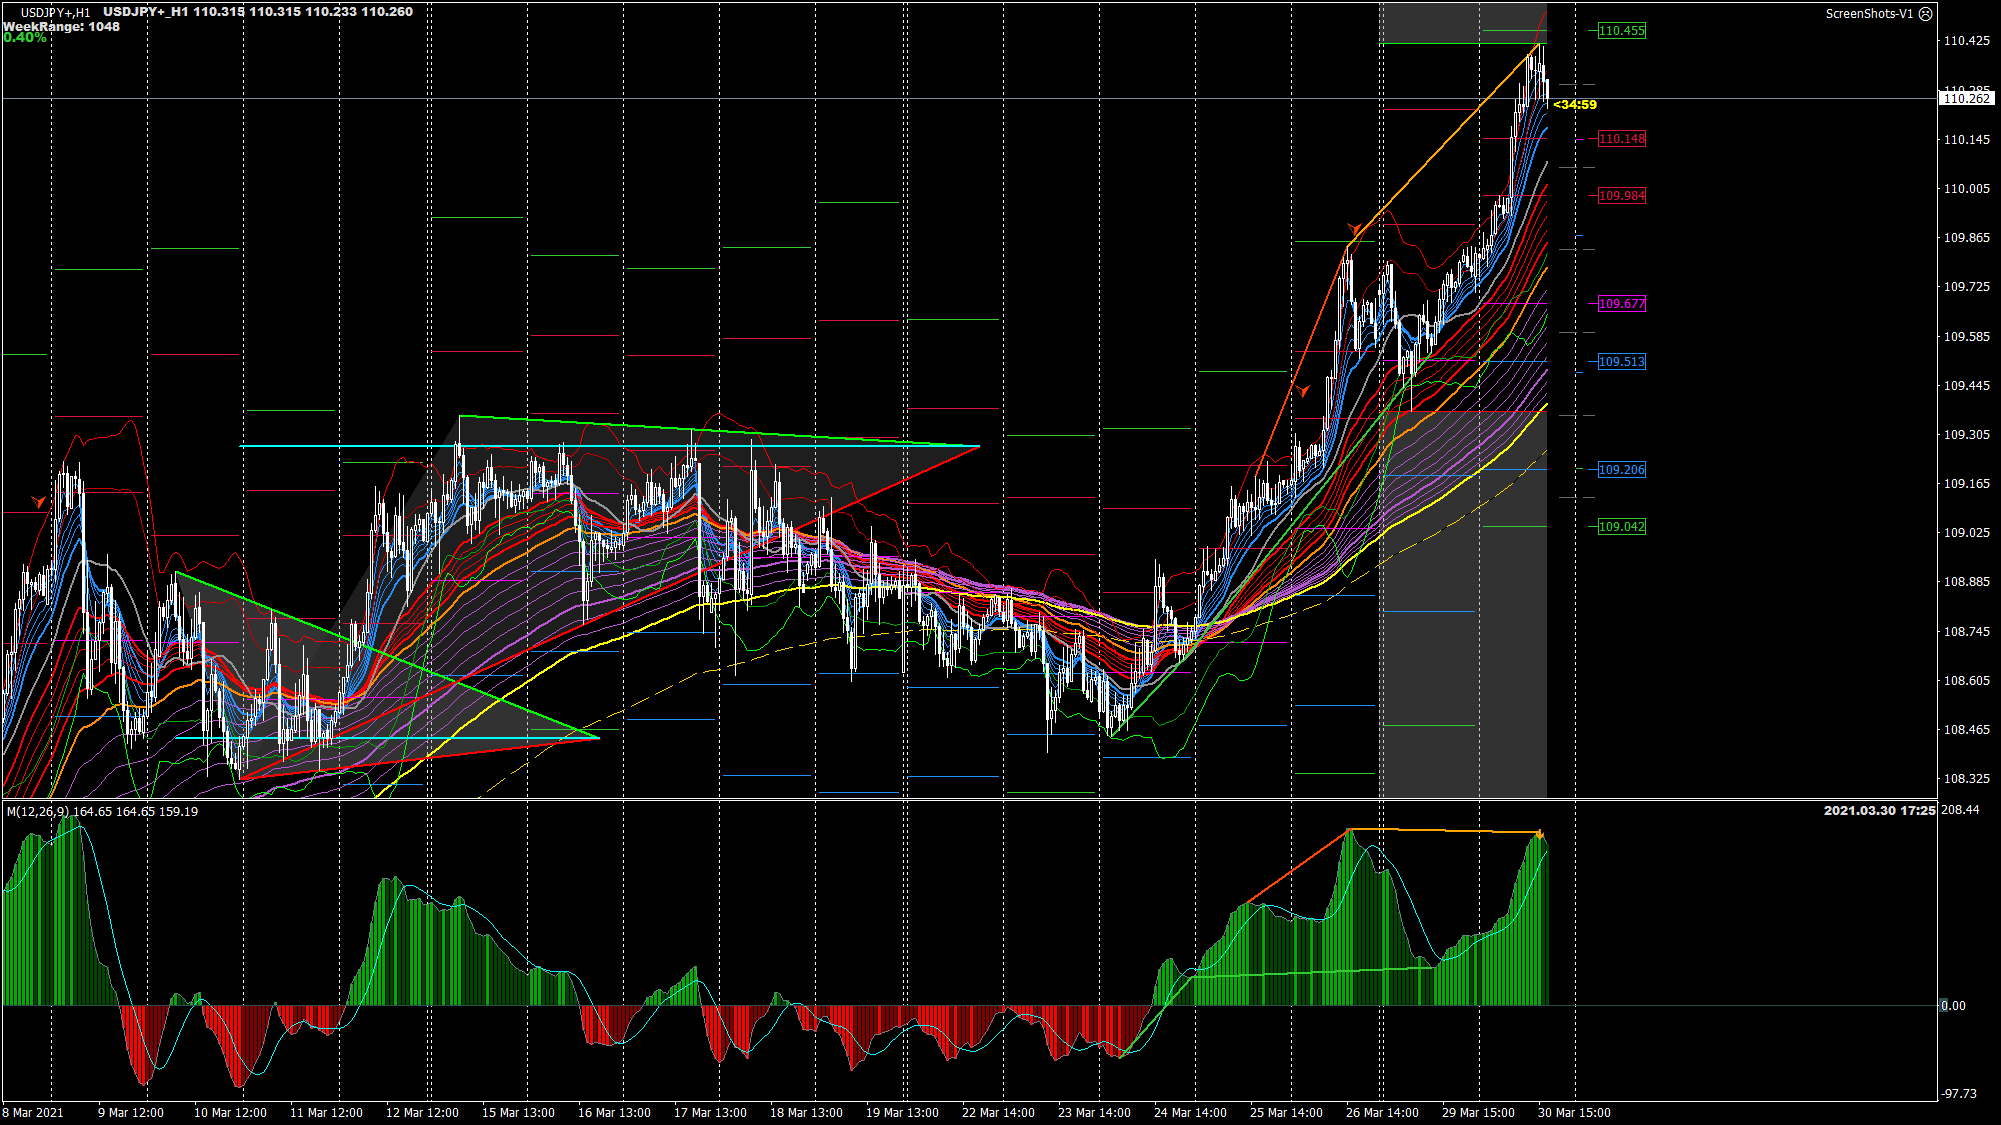 USDJPY+,H1 USDJPY+_H1 110.315 110.315 110.233 110.260
ScreenShots-V1
WeekRange: 1048
0.40%
110.455
110.425
110.285
110.262
<34:59
110.148
110.145
110.005
109.984
109.865
109.725
109.677
109.585
109.513
109.445
109.305
109.206
109.165
109.042
109.025
108.885
108.745
108.605
108.465
108.325
M(12,26,9) 164.65 164.65 159.19
2021.03.30 17:25
208.44
0.00
-97.73
8 Mar 2021
9 Mar 12:00
10 Mar 12:00
11 Mar 12:00
12 Mar 12:00
15 Mar 13:00
16 Mar 13:00
17 Mar 13:00
18 Mar 13:00
19 Mar 13:00
22 Mar 14:00
23 Mar 14:00
24 Mar 14:00
25 Mar 14:00
26 Mar 14:00
29 Mar 15:00
30 Mar 15:00